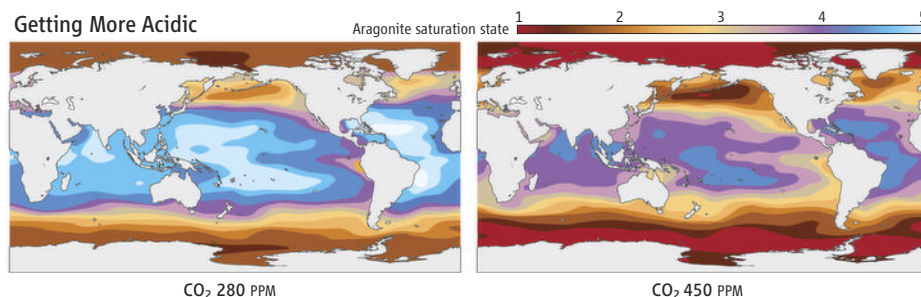 Getting More Acidic
Aragonite saturation state 1 2 3 4 5
CO₂ 280 PPM
CO₂ 450 PPM